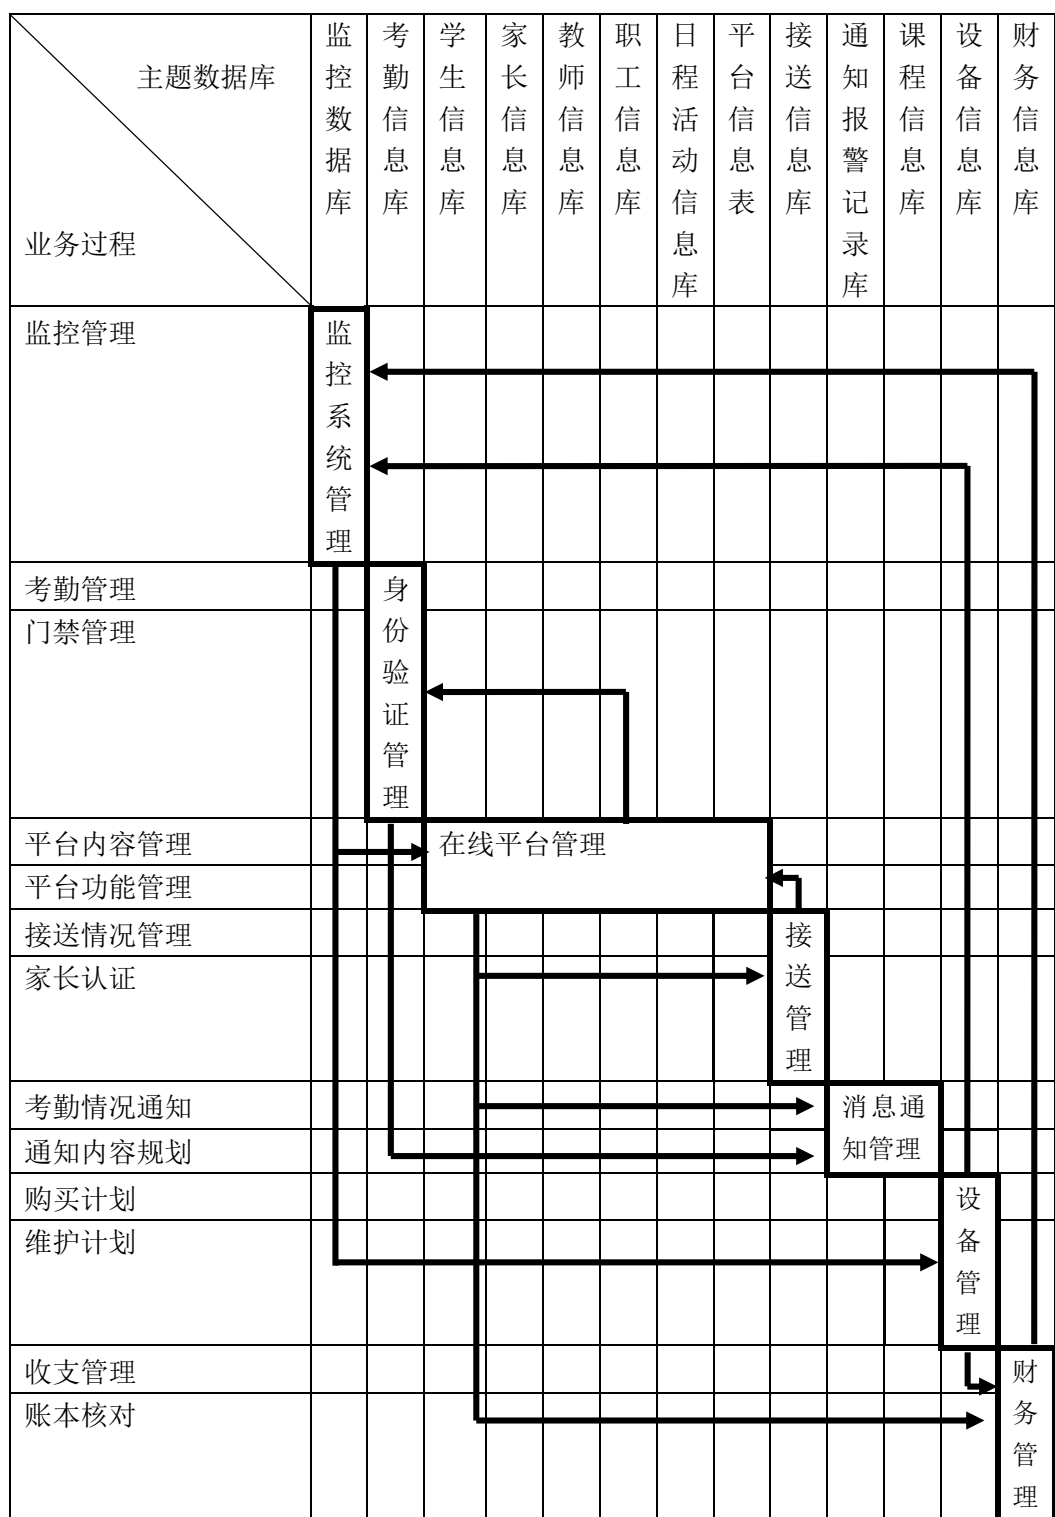 主题数据库
业务过程
监控数据库
考勤信息库
学生信息库
家长信息库
教师信息库
职工信息库
日程活动信息库
平台信息表
接送信息库
通知报警记录库
课程信息库
设备信息库
财务信息库
监控管理
监控系统管理
考勤管理
身份验证管理
门禁管理
平台内容管理
在线平台管理
平台功能管理
接送情况管理
接送管理
家长认证
考勤情况通知
消息通
知管理
通知内容规划
购买计划
设备管理
维护计划
收支管理
财务管理
账本核对